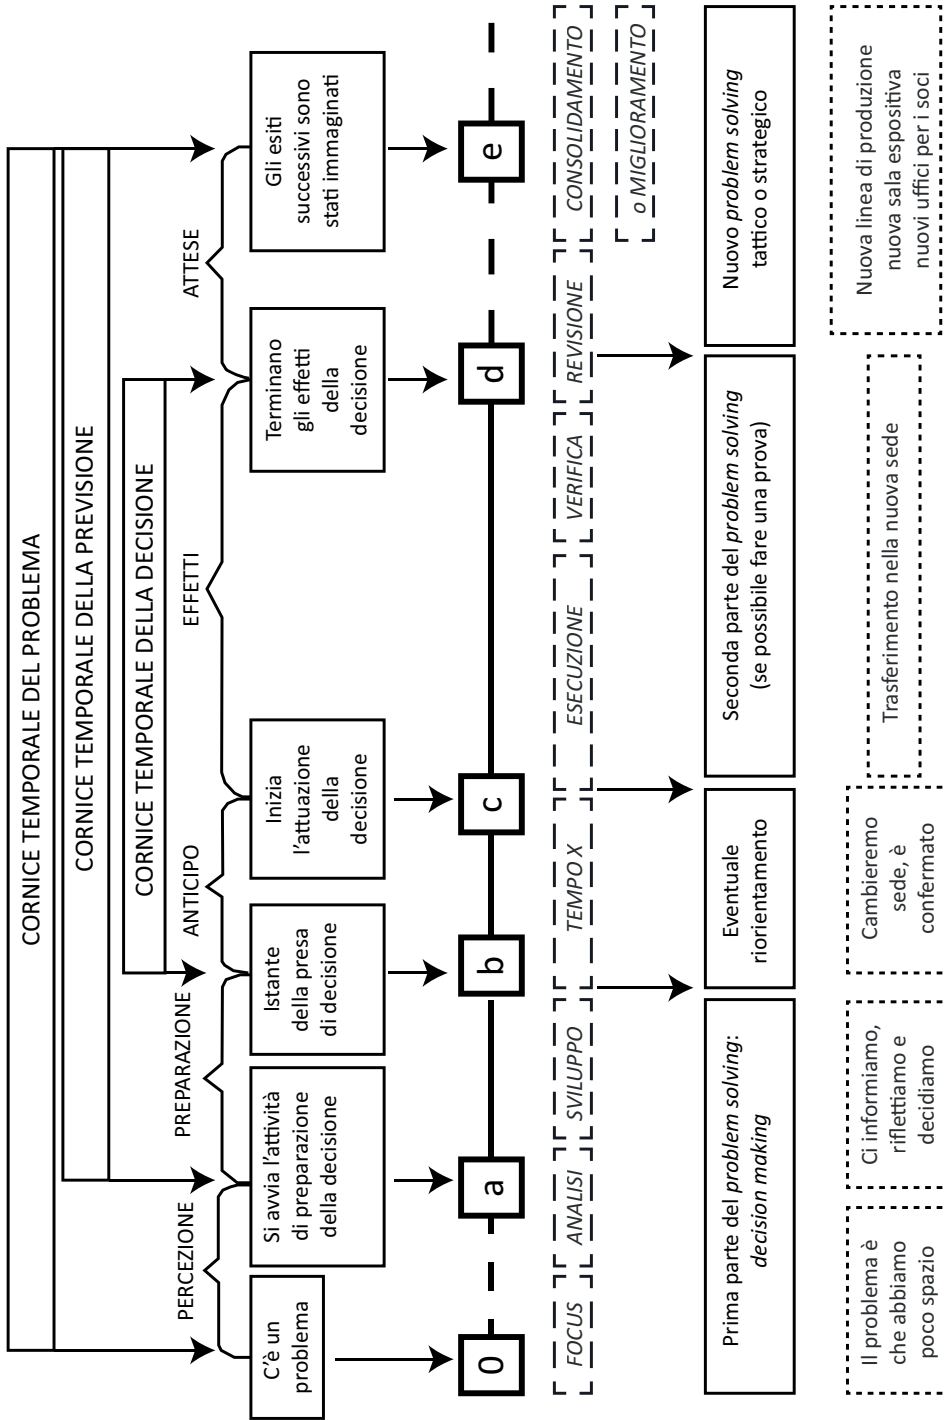 CORNICE TEMPORALE DEL PROBLEMA
CORNICE TEMPORALE DELLA PREVISIONE
CORNICE TEMPORALE DELLA DECISIONE
PERCEZIONE
PREPARAZIONE
ANTICIPO
EFFETTI
ATTESE
C'è un
problema
Si avvia l'attività
di preparazione
della decisione
Istante
della presa
di decisione
Inizia
l'attuazione
della
decisione
Terminano
gli effetti
della
decisione
Gli esiti
successivi sono
stati immaginati
0
a
b
c
d
e
FOCUS
ANALISI
SVILUPPO
TEMPO X
ESECUZIONE
VERIFICA
REVISIONE
CONSOLIDAMENTO
o MIGLIORAMENTO
Prima parte del problem solving:
decision making
Eventuale
riorientamento
Seconda parte del problem solving
(se possibile fare una prova)
Nuovo problem solving
tattico o strategico
Il problema è
che abbiamo
poco spazio
Ci informiamo,
riflettiamo e
decidiamo
Cambieremo
sede, è
confermato
Trasferimento nella nuova sede
Nuova linea di produzione
nuova sala espositiva
nuovi uffici per i soci